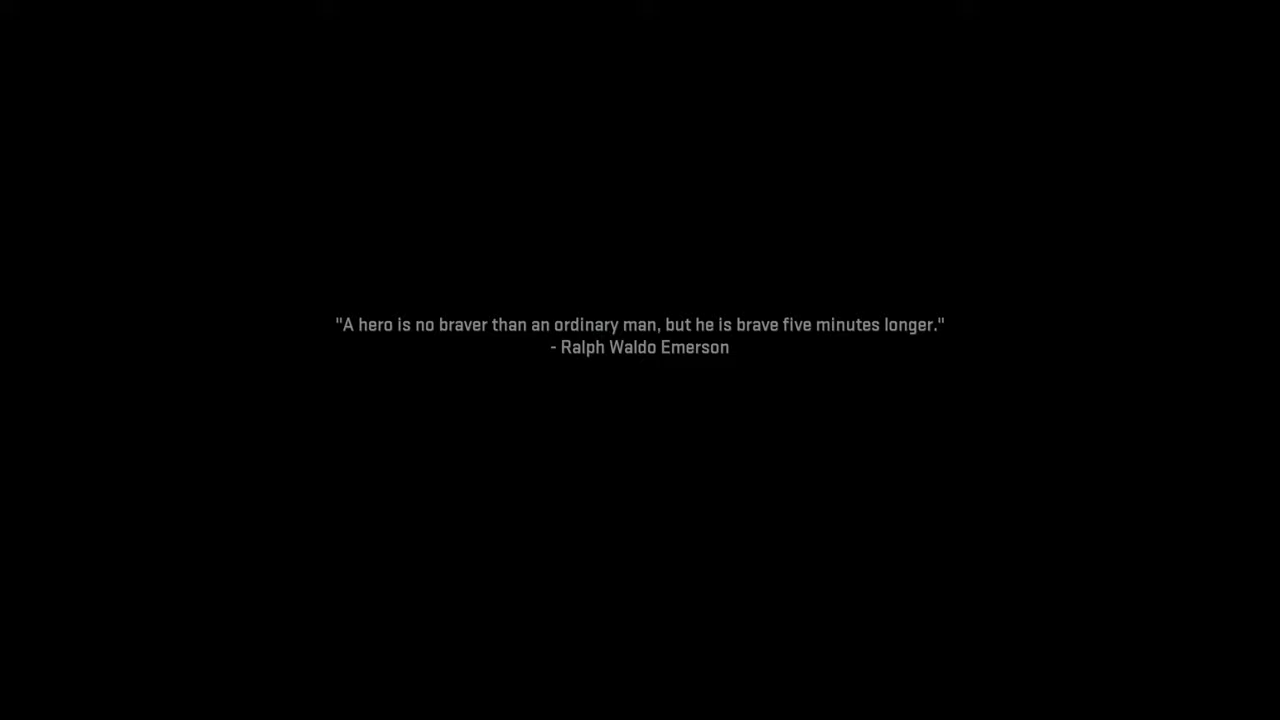 "A hero is no braver than an ordinary man, but he is brave five minutes longer."
- Ralph Waldo Emerson